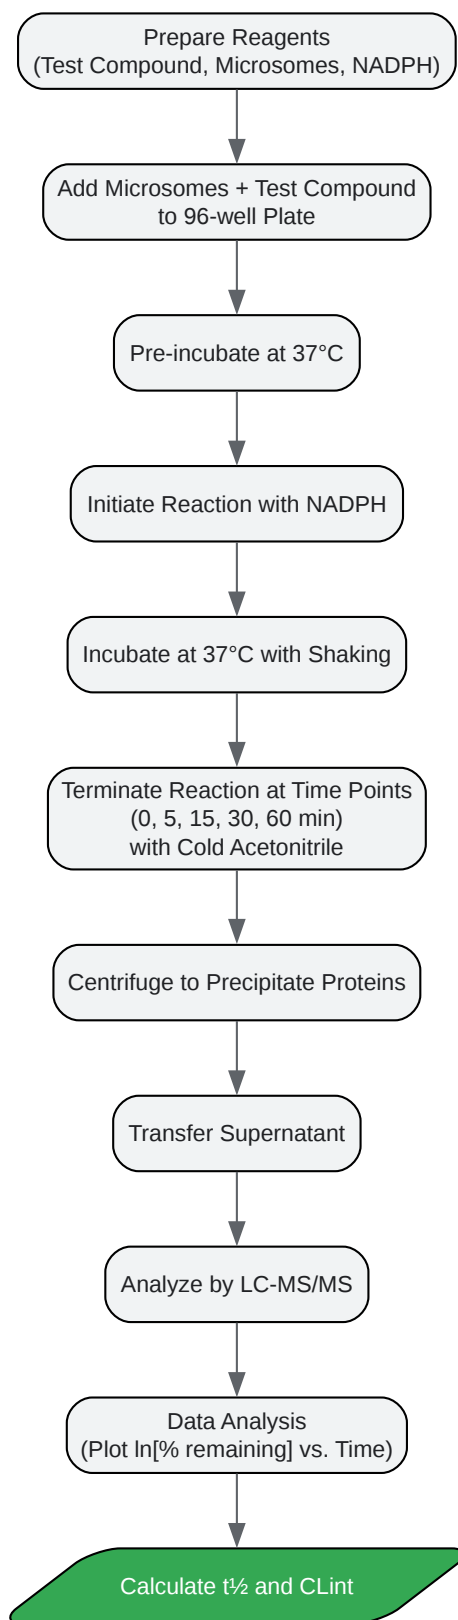 Prepare Reagents
(Test Compound, Microsomes, NADPH)
Add Microsomes + Test Compound
to 96-well Plate
Pre-incubate at 37°C
Initiate Reaction with NADPH
Incubate at 37°C with Shaking
Terminate Reaction at Time Points
(0, 5, 15, 30, 60 min)
with Cold Acetonitrile
Centrifuge to Precipitate Proteins
Transfer Supernatant
Analyze by LC-MS/MS
Data Analysis
(Plot ln[% remaining] vs. Time)
Calculate t½ and CLint